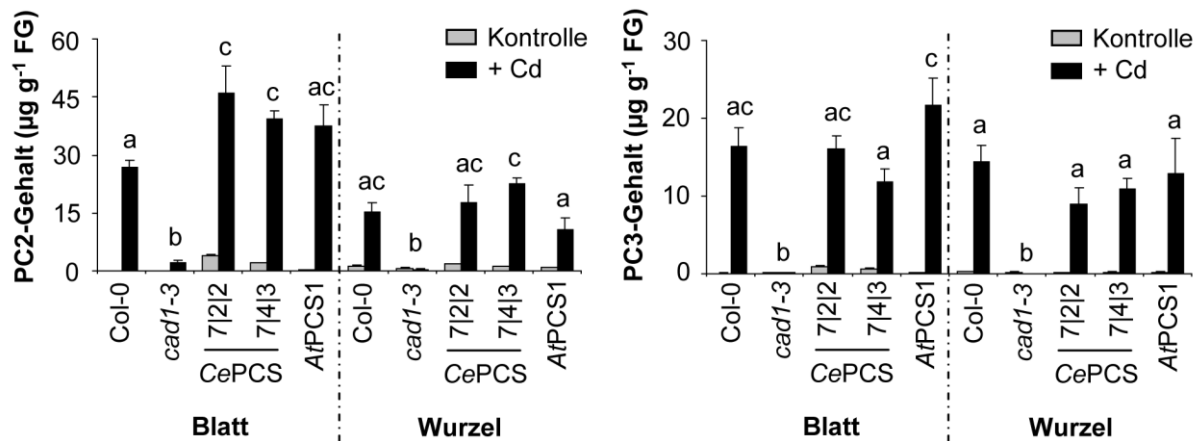 PC2-Gehalt (µg g⁻¹ FG)
60
45
30
15
0
Kontrolle
+ Cd
a
b
c
c
ac
ac
b
ac
c
a
Col-0
cad1-3
7|2|2
7|4|3
AtPCS1
Col-0
cad1-3
7|2|2
7|4|3
AtPCS1
CePCS
CePCS
Blatt
Wurzel
PC3-Gehalt (µg g⁻¹ FG)
30
20
10
0
Kontrolle
+ Cd
ac
b
ac
a
c
a
b
a
a
a
Col-0
cad1-3
7|2|2
7|4|3
AtPCS1
Col-0
cad1-3
7|2|2
7|4|3
AtPCS1
CePCS
CePCS
Blatt
Wurzel